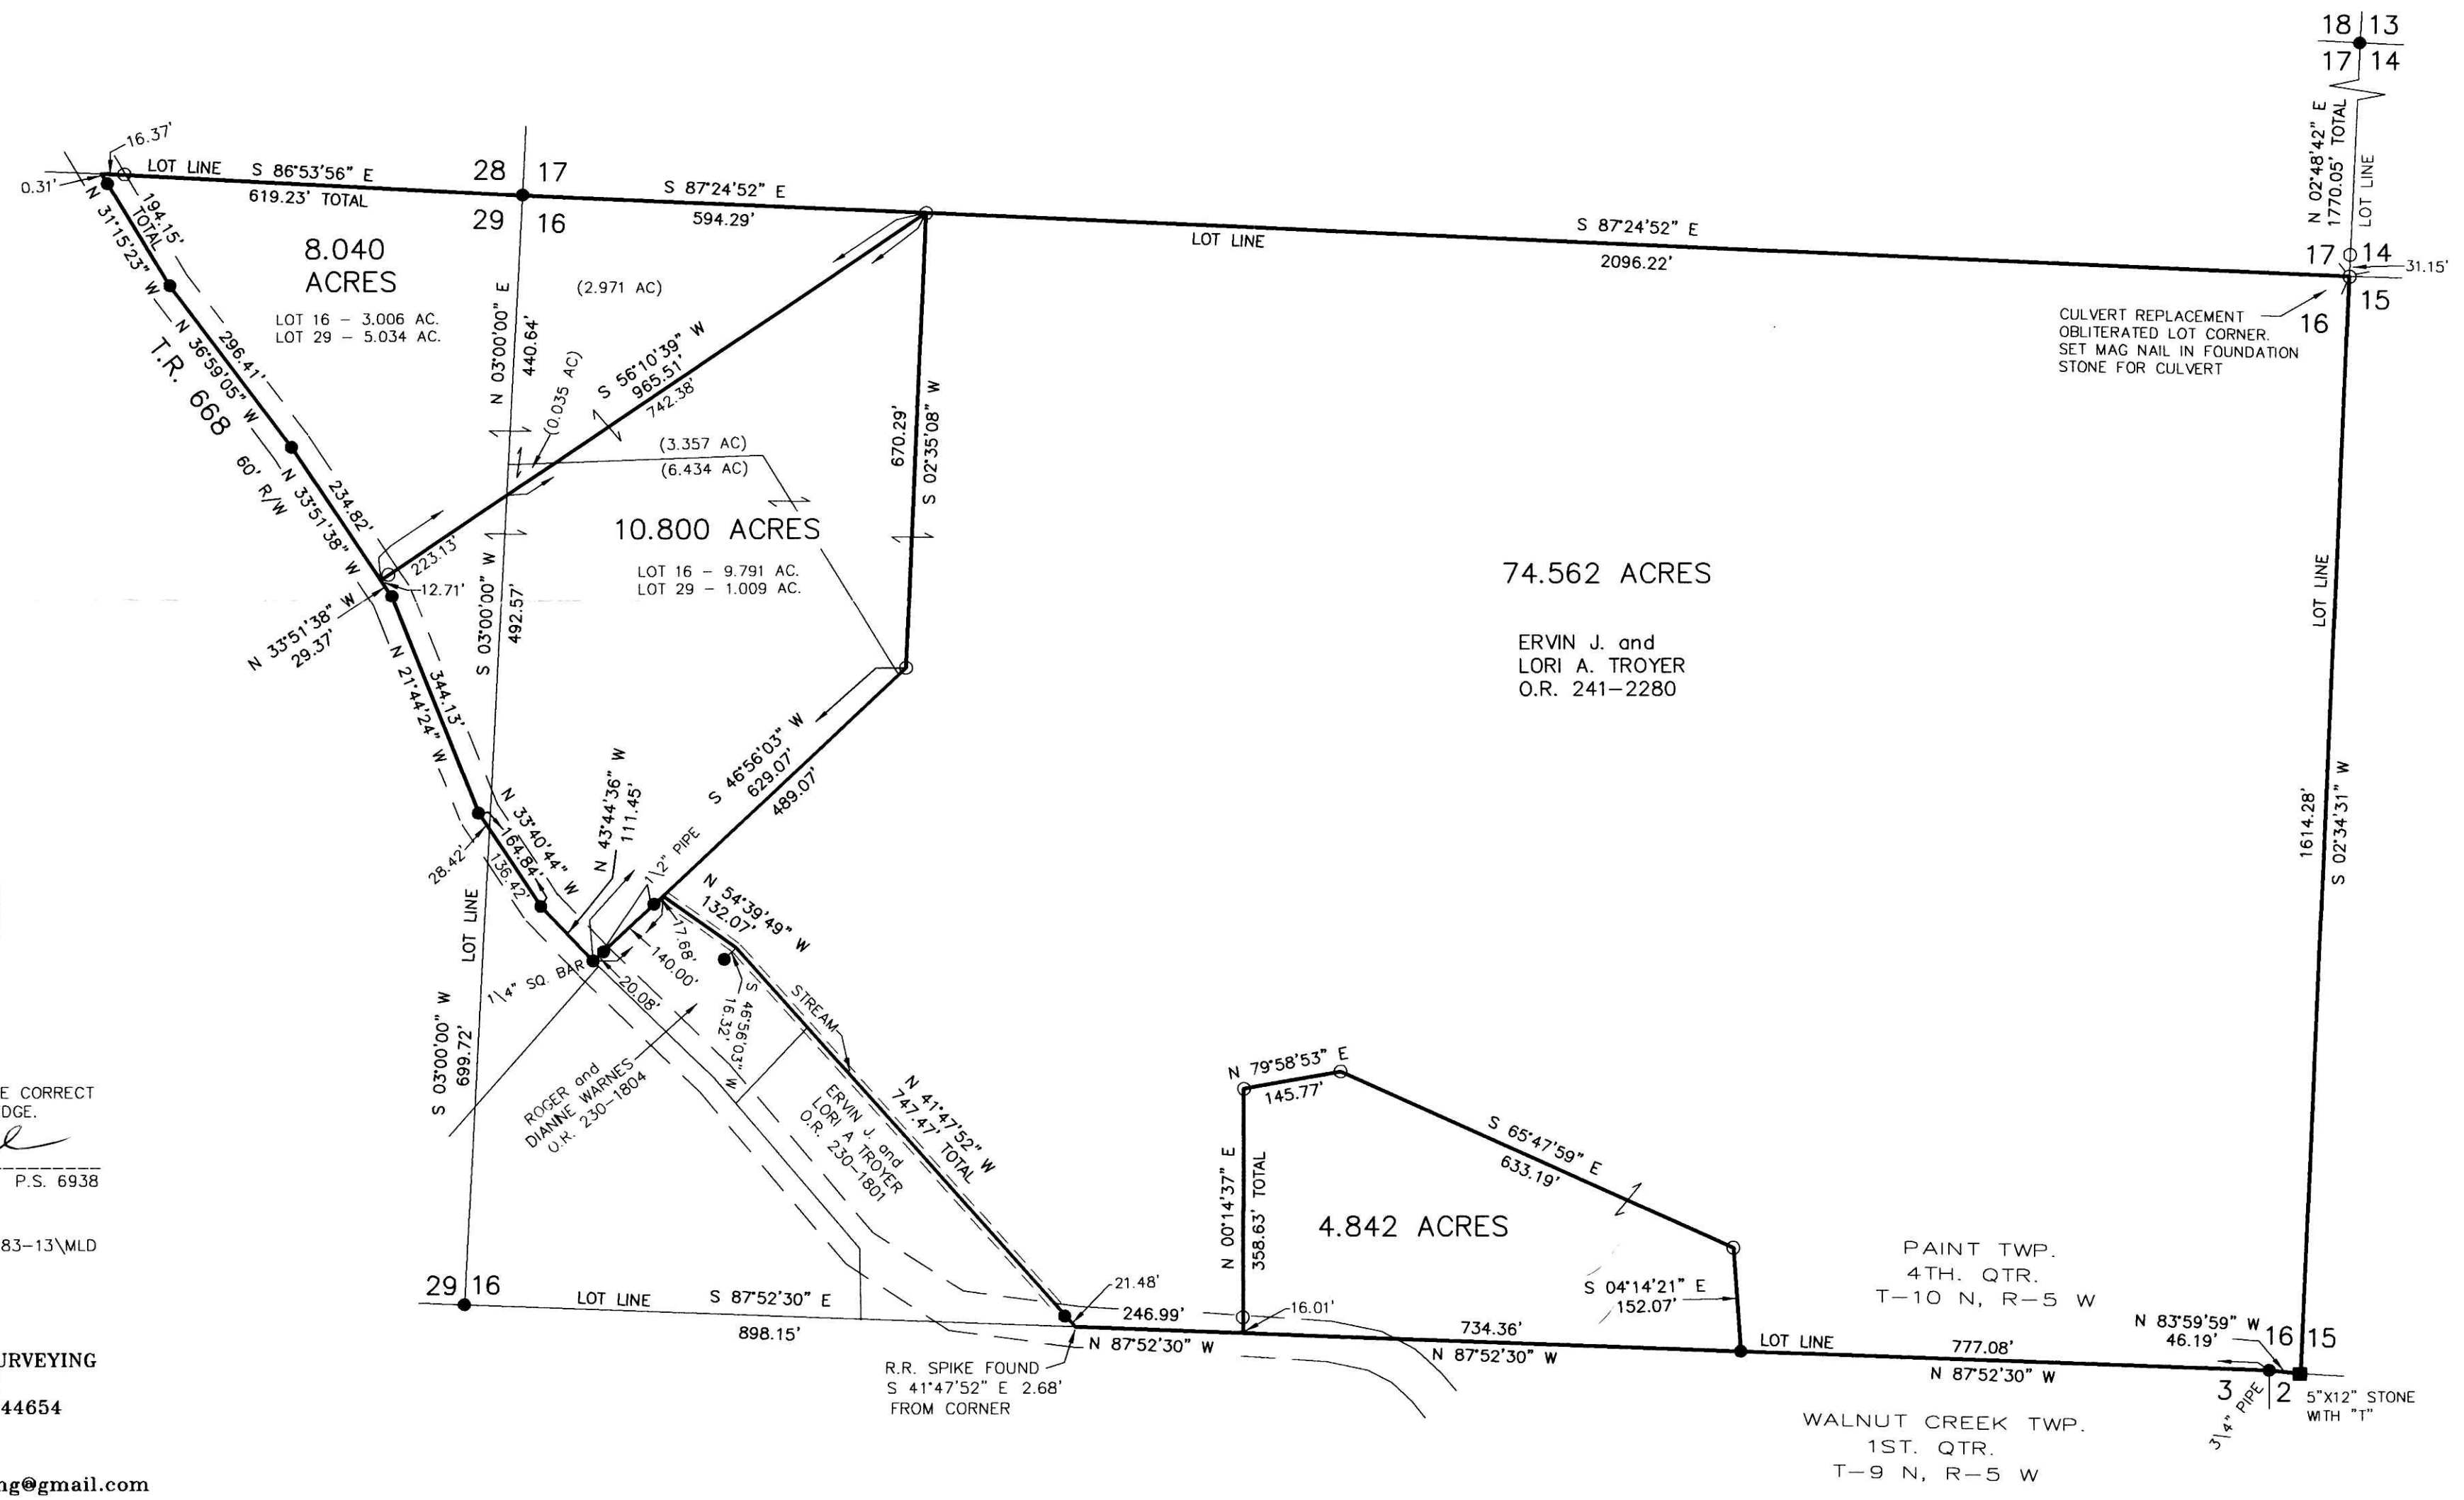 18 13
17 14
N 02°48'42" E
1770.05' TOTAL
LOT LINE
17 14
31.15'
16 15
CULVERT REPLACEMENT
OBLITERATED LOT CORNER.
SET MAG NAIL IN FOUNDATION
STONE FOR CULVERT
16.37'
0.31'
LOT LINE S 86°53'56" E
619.23' TOTAL
28 17
29 16
S 87°24'52" E
594.29'
LOT LINE
S 87°24'52" E
2096.22'
194.15'
TOTAL
N 31°15'23" W
8.040
ACRES
LOT 16 - 3.006 AC.
LOT 29 - 5.034 AC.
(2.971 AC)
N 03°00'00" E
440.64'
S 56°10'39" W
965.51'
742.38'
(0.035 AC)
(3.357 AC)
(6.434 AC)
670.29'
S 02°35'08" W
296.41'
N 36°59'05" W
T.R. 668
60' R/W
234.82'
N 33°51'38" W
10.800 ACRES
LOT 16 - 9.791 AC.
LOT 29 - 1.009 AC.
223.13'
12.71'
N 33°51'38" W
29.37'
S 03°00'00" W
492.57'
74.562 ACRES
ERVIN J. and
LORI A. TROYER
O.R. 241-2280
LOT LINE
1614.28'
S 02°34'31" W
344.13'
N 21°44'24" W
S 46°56'03" W
629.07'
489.07'
N 33°40'44" W
164.84'
28.42'
136.42'
N 43°44'36" W
111.45'
1\2" PIPE
N 54°39'49" W
132.07'
17.68'
140.00'
1\4" SQ. BAR
20.08'
S 46°56'03" W
16.32'
STREAM
LOT LINE
S 03°00'00" W
699.72'
ROGER and
DIANNE WARNES
O.R. 230-1804
ERVIN J. and
LORI A TROYER
O.R. 230-1801
N 41°47'52" W
747.47' TOTAL
N 79°58'53" E
145.77'
S 65°47'59" E
633.19'
N 00°14'37" E
358.63' TOTAL
4.842 ACRES
S 04°14'21" E
152.07'
PAINT TWP.
4TH. QTR.
T-10 N, R-5 W
29 16
LOT LINE S 87°52'30" E
898.15'
21.48'
246.99'
N 87°52'30" W
16.01'
734.36'
N 87°52'30" W
LOT LINE
777.08'
N 87°52'30" W
N 83°59'59" W
46.19'
16 15
3 2
3\4" PIPE
5"X12" STONE
WITH "T"
R.R. SPIKE FOUND
S 41°47'52" E 2.68'
FROM CORNER
WALNUT CREEK TWP.
1ST. QTR.
T-9 N, R-5 W
E CORRECT
DGE.
P.S. 6938
83-13\MLD
URVEYING
44654
ng@gmail.com